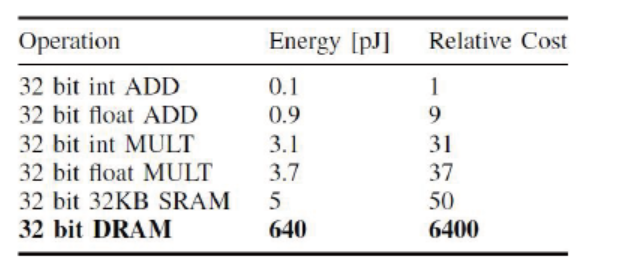 Operation Energy [pJ] Relative Cost
32 bit int ADD 0.1 1
32 bit float ADD 0.9 9
32 bit int MULT 3.1 31
32 bit float MULT 3.7 37
32 bit 32KB SRAM 5 50
32 bit DRAM 640 6400